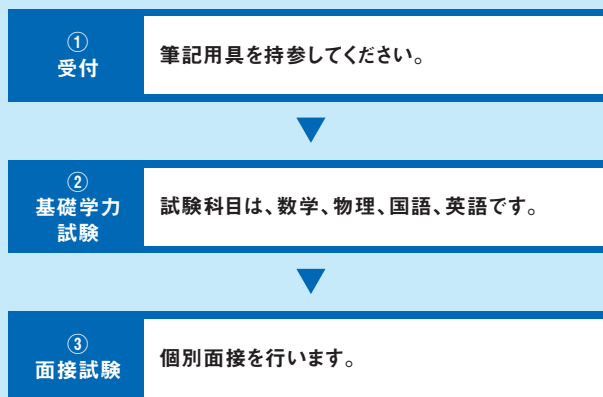 ①
受付
筆記用具を持参してください。
②
基礎学力
試験
試験科目は、数学、物理、国語、英語です。
③
面接試験
個別面接を行います。